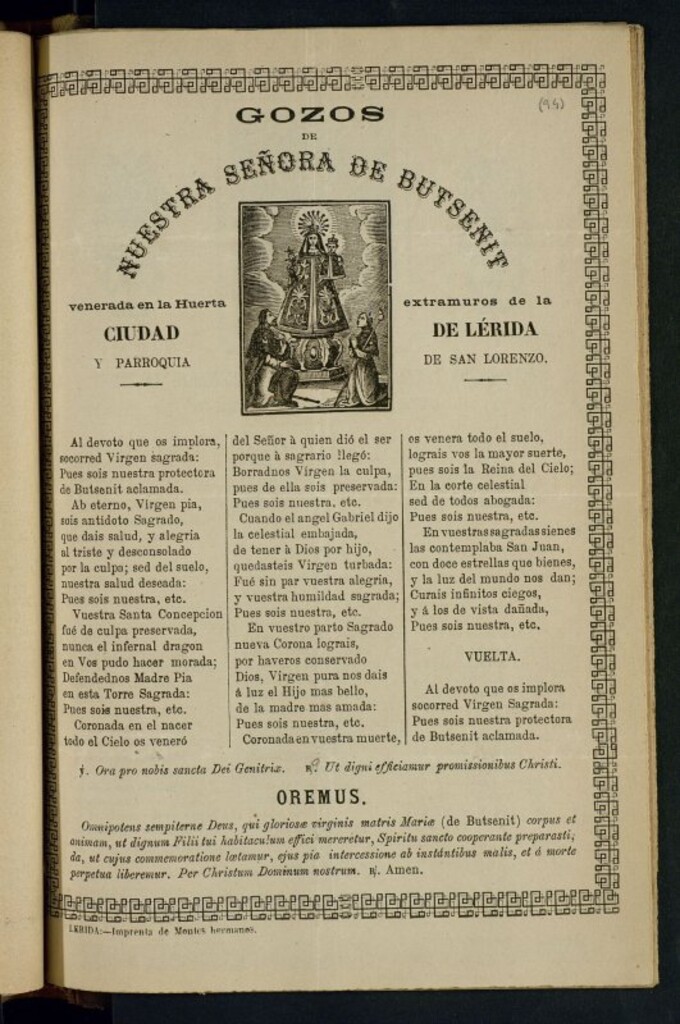 (94)
GOZOS
DE
NUESTRA SEÑORA DE BUTSENIT
venerada en la Huerta
CIUDAD
Y PARROQUIA
extramuros de la
DE LÉRIDA
DE SAN LORENZO.
Al devoto que os implora,
socorred Virgen sagrada:
Pues sois nuestra protectora
de Butsenit aclamada.
Ab eterno, Virgen pia,
sois antídoto Sagrado,
que dais salud, y alegria
al triste y desconsolado
por la culpa; sed del suelo,
nuestra salud deseada:
Pues sois nuestra, etc.
Vuestra Santa Concepcion
fué de culpa preservada,
nunca el infernal dragon
en Vos pudo hacer morada;
Defendednos Madre Pia
en esta Torre Sagrada:
Pues sois nuestra, etc.
Coronada en el nacer
todo el Cielo os veneró
del Señor à quien dió el ser
porque à sagrario llegó:
Borradnos Virgen la culpa,
pues de ella sois preservada:
Pues sois nuestra, etc.
Cuando el angel Gabriel dijo
la celestial embajada,
de tener à Dios por hijo,
quedasteis Virgen turbada:
Fué sin par vuestra alegria,
y vuestra humildad sagrada;
Pues sois nuestra, etc.
En vuestro parto Sagrado
nueva Corona lograis,
por haveros conservado
Dios, Virgen pura nos dais
á luz el Hijo mas bello,
de la madre mas amada:
Pues sois nuestra, etc.
Coronada en vuestra muerte,
os venera todo el suelo,
lograis vos la mayor suerte,
pues sois la Reina del Cielo;
En la corte celestial
sed de todos abogada:
Pues sois nuestra, etc.
En vuestras sagradas sienes
las contemplaba San Juan,
con doce estrellas que bienes,
y la luz del mundo nos dan;
Curais infinitos ciegos,
y á los de vista dañada,
Pues sois nuestra, etc.
VUELTA.
Al devoto que os implora
socorred Virgen Sagrada:
Pues sois nuestra protectora
de Butsenit aclamada.
ỳ. Ora pro nobis sancta Dei Genitrix. ℟. Ut digni efficiamur promissionibus Christi.
OREMUS.
Omnipotens sempiterne Deus, qui gloriosæ virginis matris Mariæ (de Butsenit) corpus et
animam, ut dignum Filii tui habitaculum effici mereretur, Spiritu sancto cooperante preparasti;
da, ut cujus commemoratione lætamur, ejus pia intercessione ab instántibus malis, et á morte
perpetua liberemur. Per Christum Dominum nostrum. ℟. Amen.
LERIDA:—Imprenta de Montes hermanos.